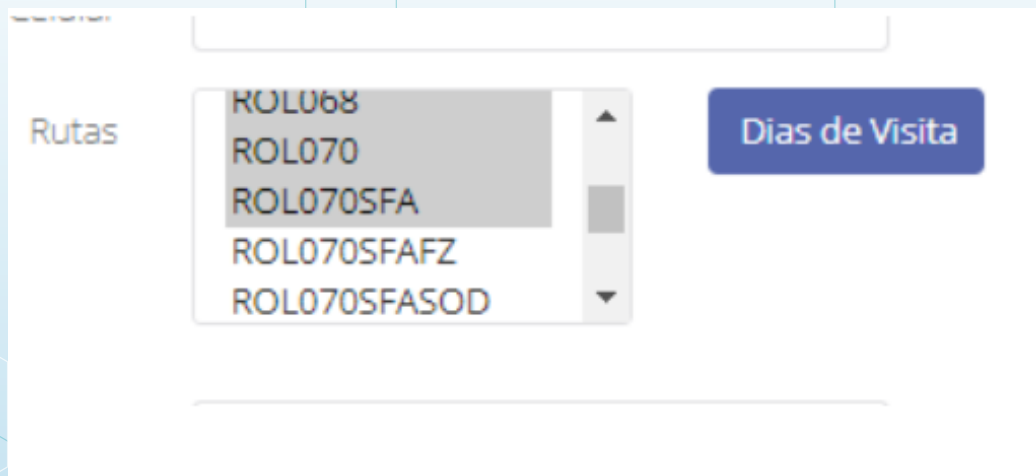 Rutas
ROL068
ROL070
ROL070SFA
ROL070SFAFZ
ROL070SFASOD
Dias de Visita